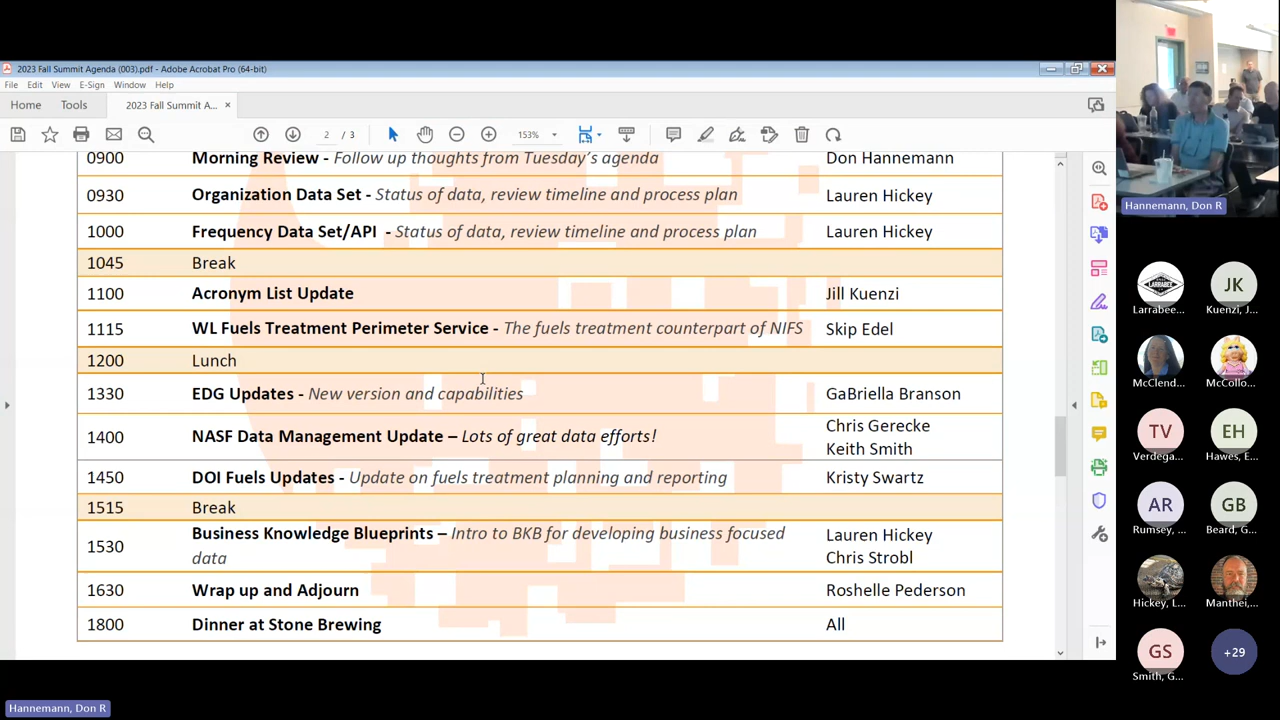 2023 Fall Summit Agenda (003).pdf - Adobe Acrobat Pro (64-bit)
File Edit View E-Sign Window Help
Home Tools 2023 Fall Summit A... ×
2 / 3 153%
0900 Morning Review - Follow up thoughts from Tuesday's agenda Don Hannemann
0930 Organization Data Set - Status of data, review timeline and process plan Lauren Hickey
1000 Frequency Data Set/API - Status of data, review timeline and process plan Lauren Hickey
1045 Break
1100 Acronym List Update Jill Kuenzi
1115 WL Fuels Treatment Perimeter Service - The fuels treatment counterpart of NIFS Skip Edel
1200 Lunch
1330 EDG Updates - New version and capabilities GaBriella Branson
1400 NASF Data Management Update – Lots of great data efforts! Chris Gerecke
Keith Smith
1450 DOI Fuels Updates - Update on fuels treatment planning and reporting Kristy Swartz
1515 Break
1530 Business Knowledge Blueprints – Intro to BKB for developing business focused
data
Lauren Hickey
Chris Strobl
1630 Wrap up and Adjourn Roshelle Pederson
1800 Dinner at Stone Brewing All
Hannemann, Don R
LARRABEE
Larrabe...
JK
Kuenzi, J...
McClend...
McCollo...
TV
Verdega...
EH
Hawes, E...
AR
Rumsey, ...
GB
Beard, G...
Hickey, L...
Manthei,...
GS
Smith, G...
+29
Hannemann, Don R